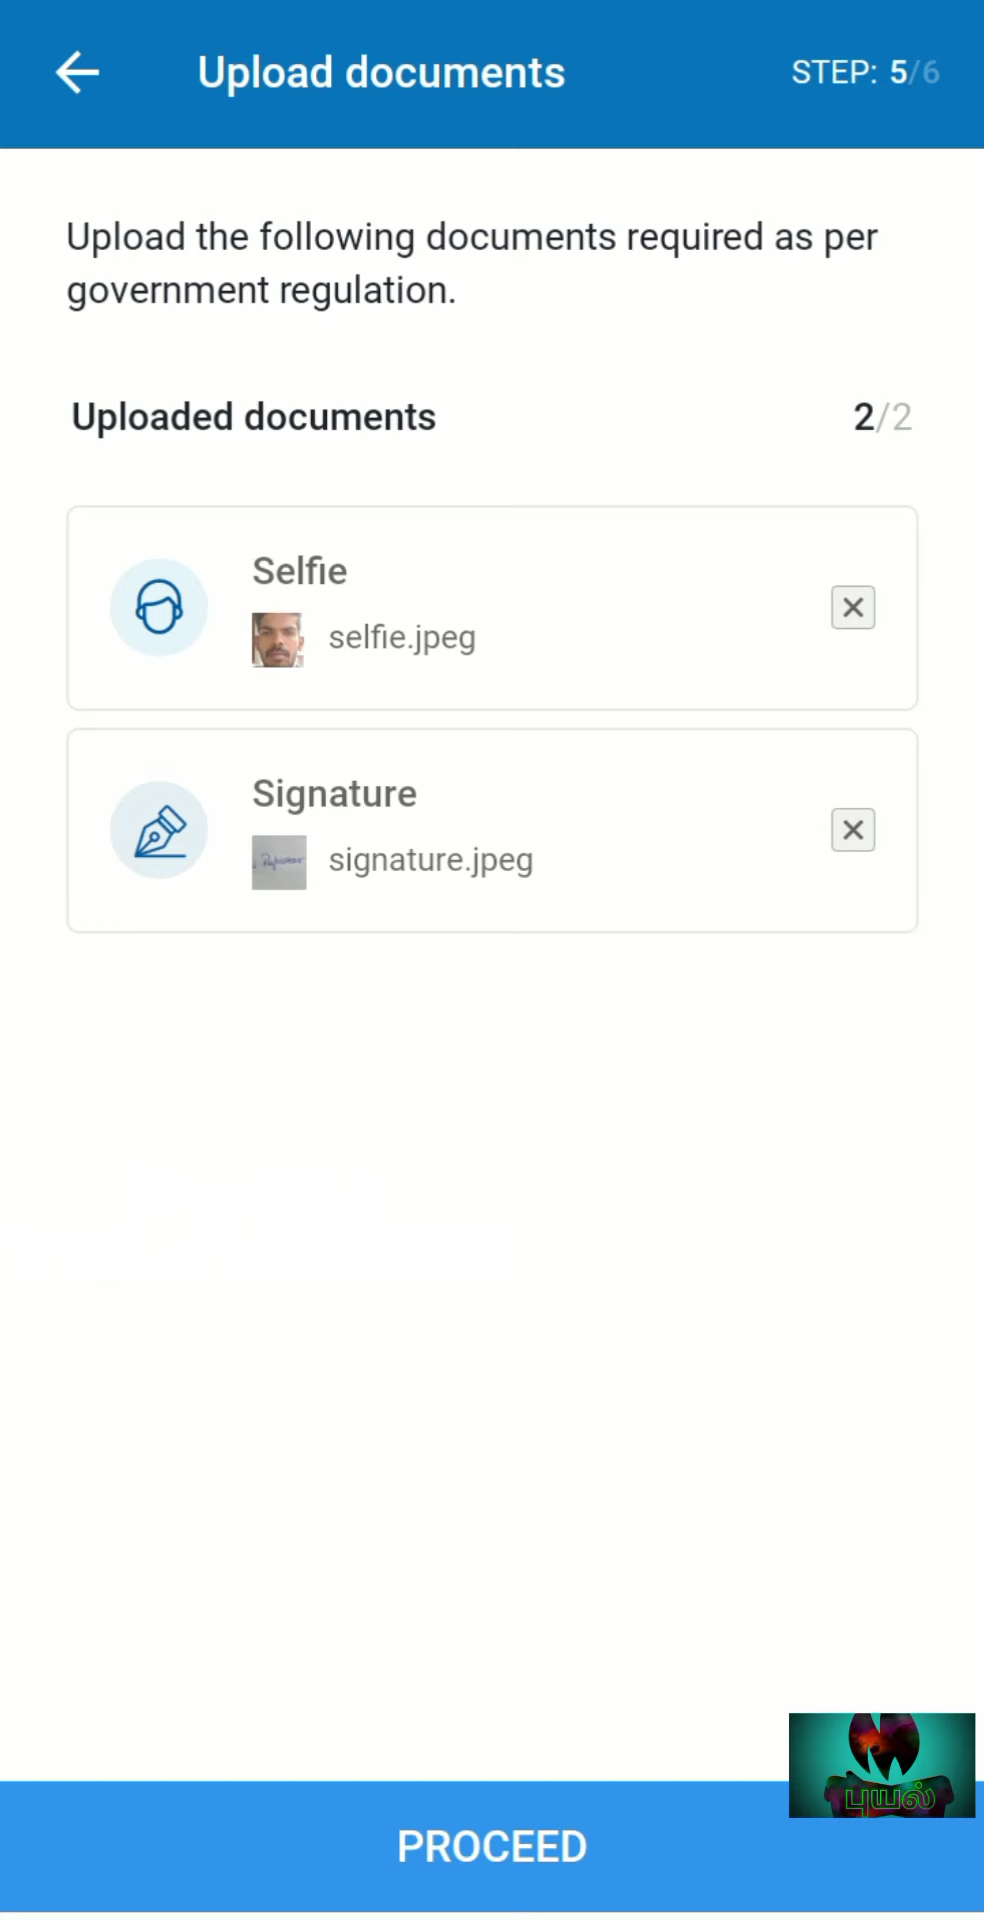 Upload documents
STEP: 5/6
Upload the following documents required as per
government regulation.
Uploaded documents
2/2
Selfie
selfie.jpeg
Signature
signature.jpeg
புயல்
PROCEED